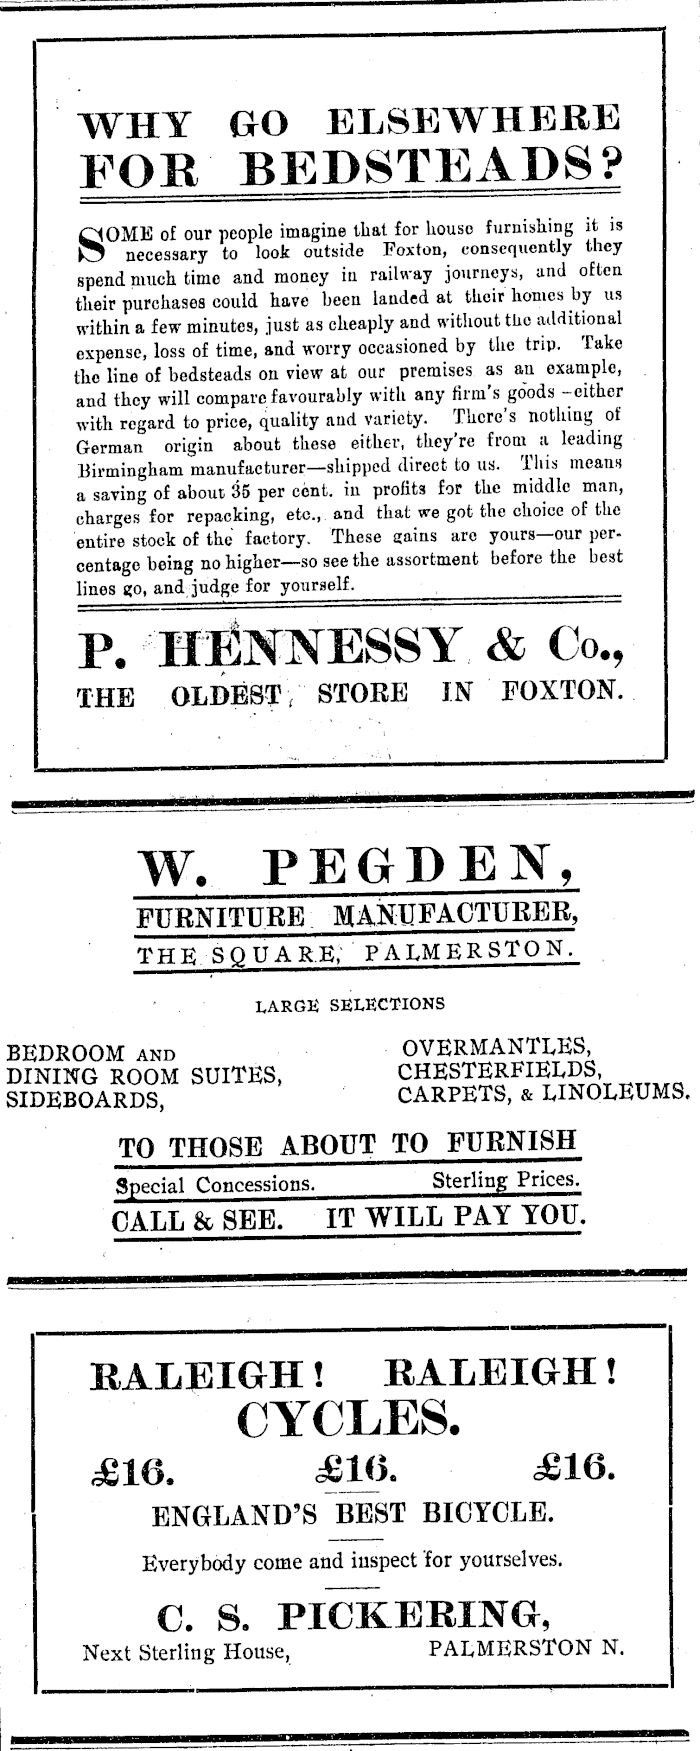 WHY GO ELSEWHERE
FOR BEDSTEADS?
SOME of our people imagine that for house furnishing it is
necessary to look outside Foxton, consequently they
spend much time and money in railway journeys, and often
their purchases could have been landed at their homes by us
within a few minutes, just as cheaply and without the additional
expense, loss of time, and worry occasioned by the trip. Take
the line of bedsteads on view at our premises as an example,
and they will compare favourably with any firm's goods—either
with regard to price, quality and variety. There's nothing of
German origin about these either, they're from a leading
Birmingham manufacturer—shipped direct to us. This means
a saving of about 35 per cent. in profits for the middle man,
charges for repacking, etc., and that we got the choice of the
entire stock of the factory. These gains are yours—our per-
centage being no higher—so see the assortment before the best
lines go, and judge for yourself.
P. HENNESSY & Co.,
THE OLDEST STORE IN FOXTON.
W. PEGDEN,
FURNITURE MANUFACTURER,
THE SQUARE, PALMERSTON.
LARGE SELECTIONS
BEDROOM AND
DINING ROOM SUITES,
SIDEBOARDS,
OVERMANTLES,
CHESTERFIELDS,
CARPETS, & LINOLEUMS.
TO THOSE ABOUT TO FURNISH
Special Concessions. Sterling Prices.
CALL & SEE. IT WILL PAY YOU.
RALEIGH! RALEIGH!
CYCLES.
£16. £16. £16.
ENGLAND'S BEST BICYCLE.
Everybody come and inspect for yourselves.
C. S. PICKERING,
Next Sterling House, PALMERSTON N.